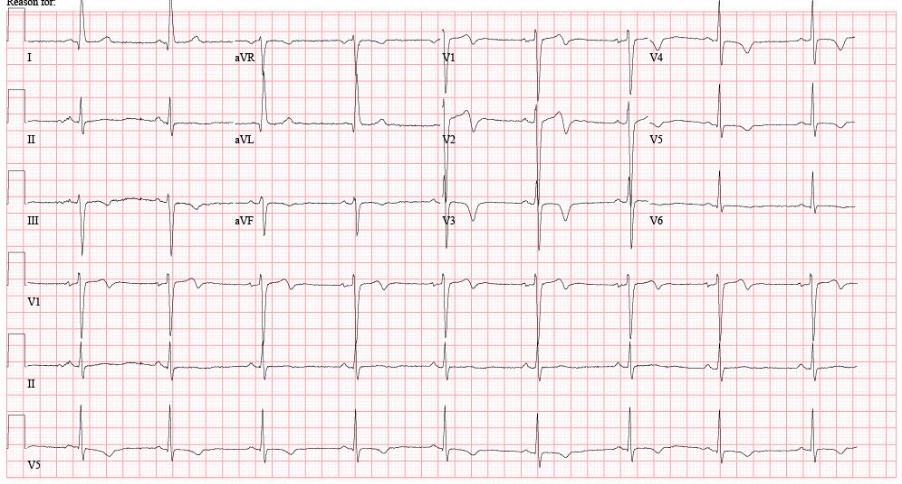 Reason for:
I aVR V1 V4
II aVL V2 V5
III aVF V3 V6
V1
II
V5